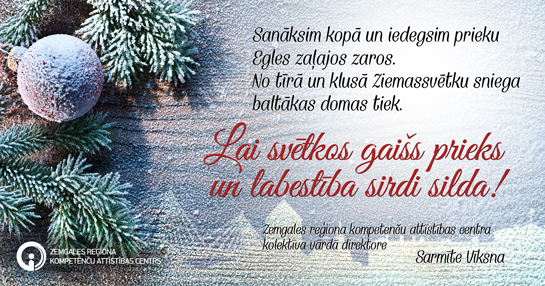 Sanāksim kopā un iedegsim prieku
Egles zaļajos zaros.
No tīrā un klusā Ziemassvētku sniega
baltākas domas tiek.
Lai svētkos gaišs prieks
un labestība sirdi silda!
Zemgales reģiona kompetenču attīstības centra
kolektīva vārdā direktore
Sarmīte Vīksna
ZEMGALES REĢIONA
KOMPETENČU ATTĪSTĪBAS CENTRS